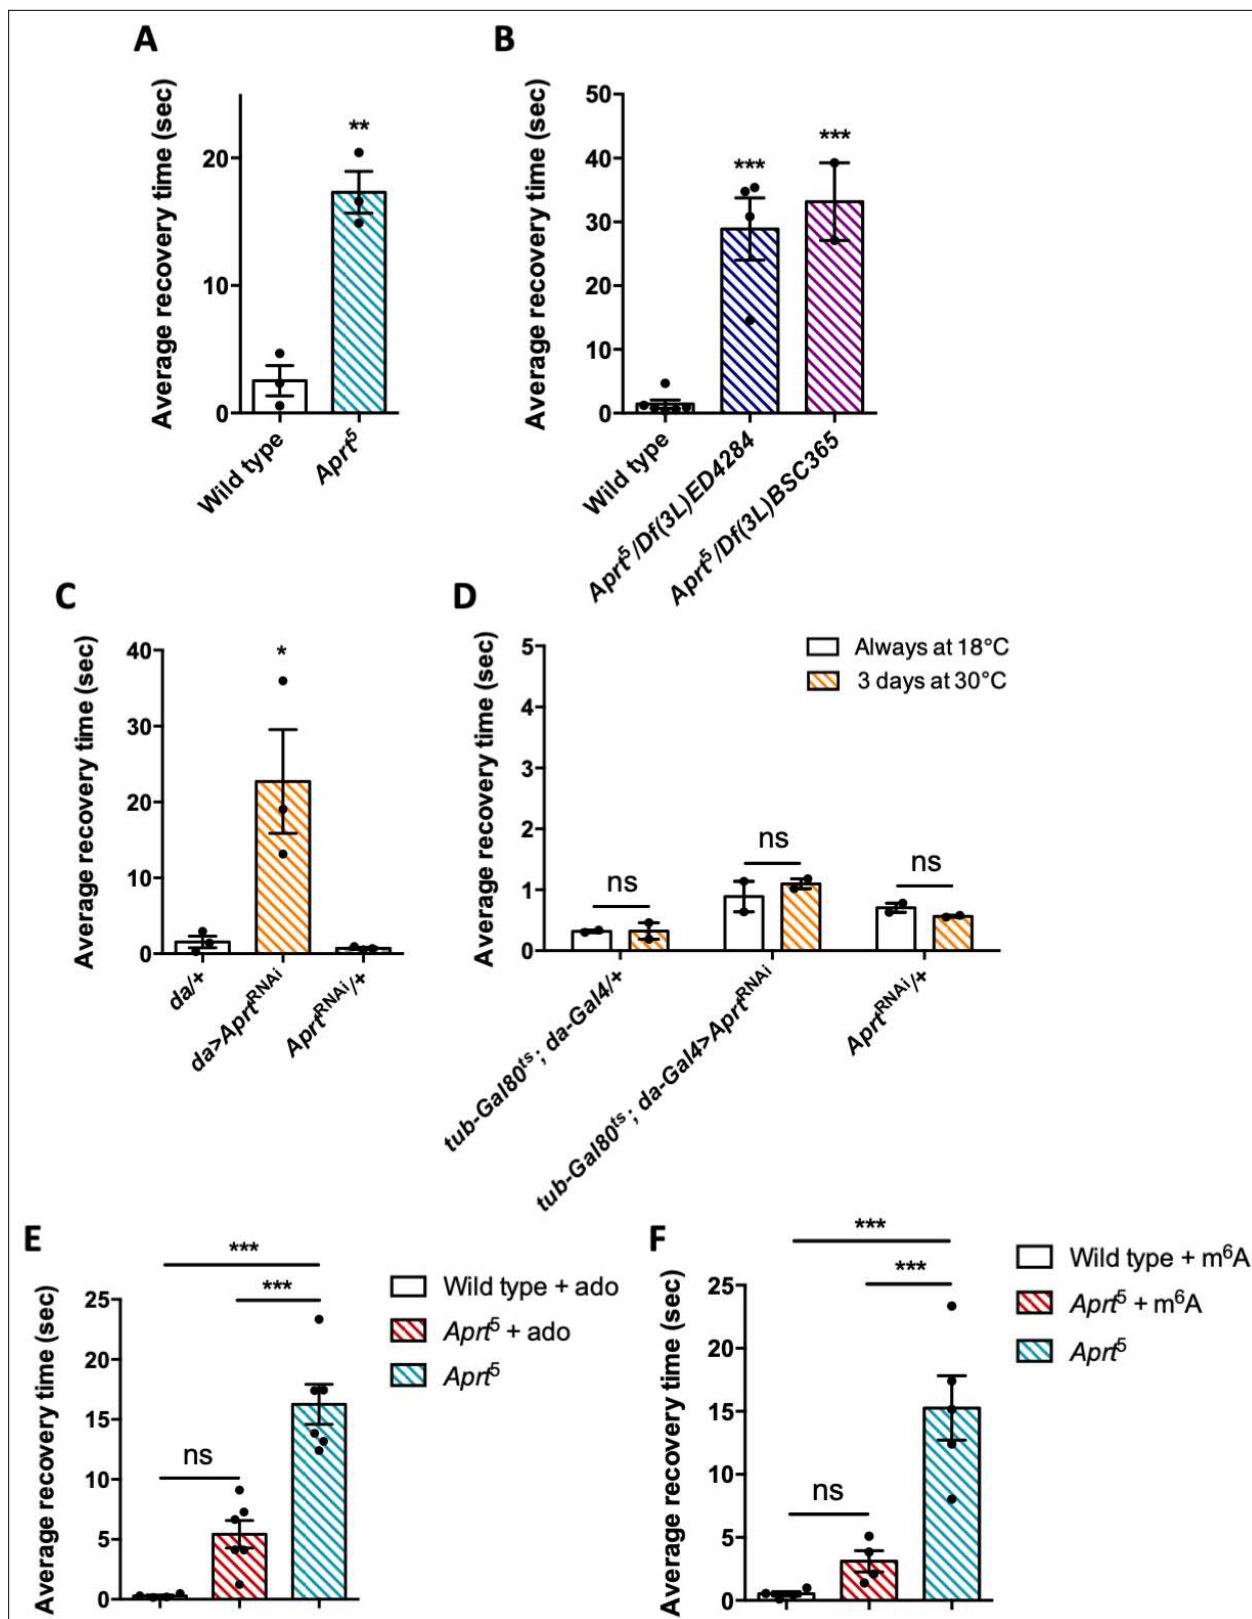 A
Average recovery time (sec)
20
10
0
**
Wild type
Aprt⁵
B
Average recovery time (sec)
50
40
30
20
10
0
***
***
Wild type
Aprt⁵/Df(3L)ED4284
Aprt⁵/Df(3L)BSC365
C
Average recovery time (sec)
40
30
20
10
0
*
da/+
da>Aprtᴿᴺᴬⁱ
Aprtᴿᴺᴬⁱ/+
D
Average recovery time (sec)
5
4
3
2
1
0
Always at 18°C
3 days at 30°C
ns
ns
ns
tub-Gal80ᵗˢ; da-Gal4/+
tub-Gal80ᵗˢ; da-Gal4>Aprtᴿᴺᴬⁱ
Aprtᴿᴺᴬⁱ/+
E
Average recovery time (sec)
25
20
15
10
5
0
***
***
ns
Wild type + ado
Aprt⁵ + ado
Aprt⁵
F
Average recovery time (sec)
25
20
15
10
5
0
***
***
ns
Wild type + m⁶A
Aprt⁵ + m⁶A
Aprt⁵